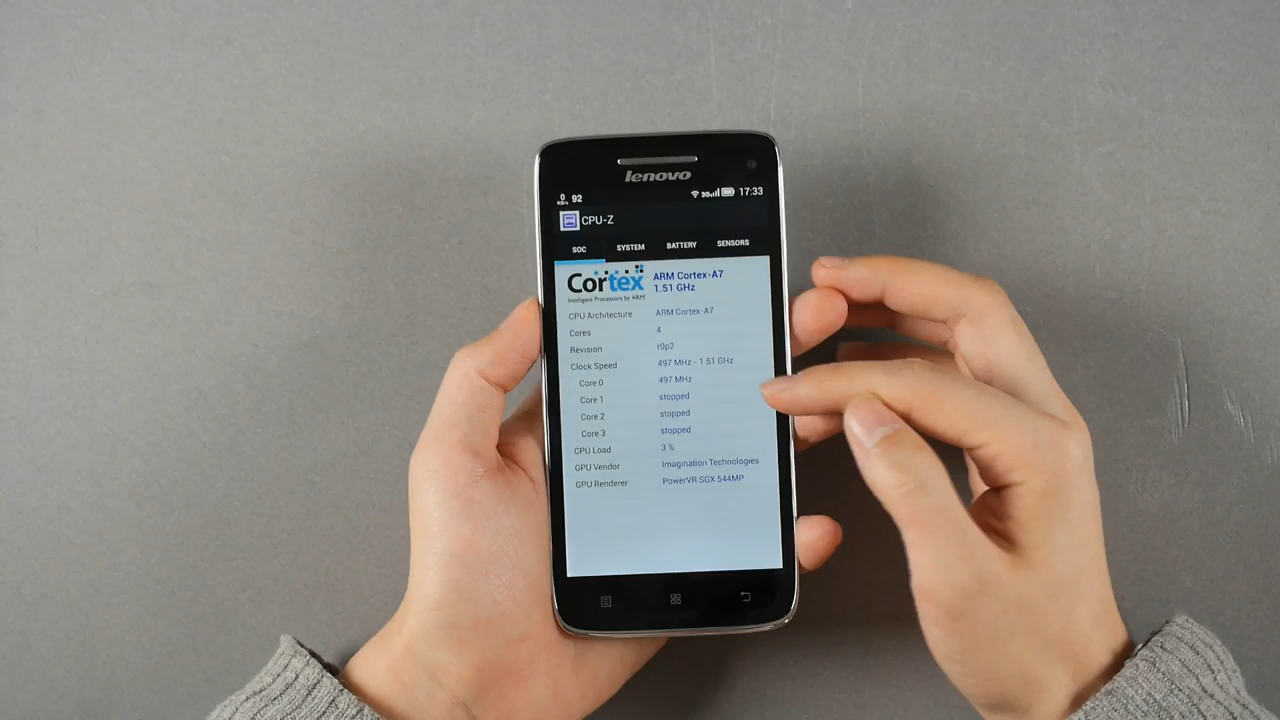 lenovo
0 KB/s 92 3G 17:33
CPU-Z
SOC SYSTEM BATTERY SENSORS
Cortex
Intelligent Processors by ARM®
ARM Cortex-A7
1.51 GHz
CPU Architecture ARM Cortex-A7
Cores 4
Revision r0p2
Clock Speed 497 MHz - 1.51 GHz
Core 0 497 MHz
Core 1 stopped
Core 2 stopped
Core 3 stopped
CPU Load 3 %
GPU Vendor Imagination Technologies
GPU Renderer PowerVR SGX 544MP